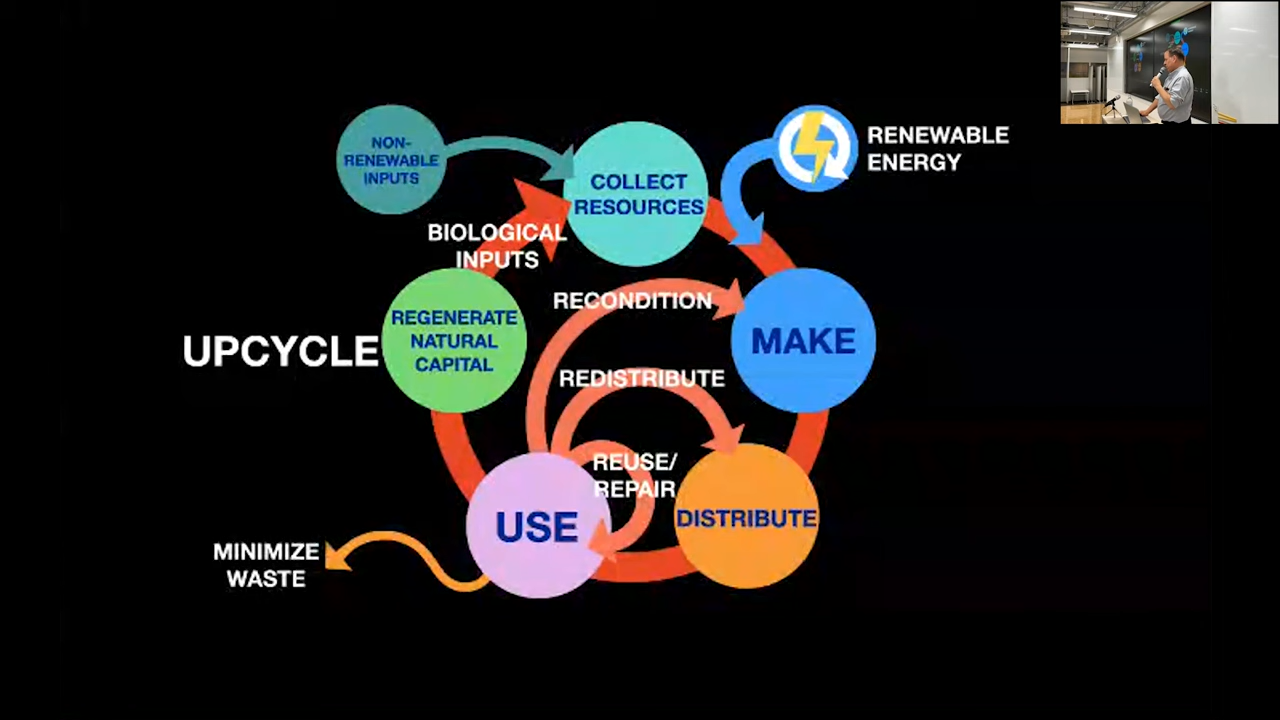 NON-
RENEWABLE
INPUTS
COLLECT
RESOURCES
RENEWABLE
ENERGY
BIOLOGICAL
INPUTS
RECONDITION
REGENERATE
NATURAL
CAPITAL
UPCYCLE
MAKE
REDISTRIBUTE
REUSE/
REPAIR
USE
DISTRIBUTE
MINIMIZE
WASTE